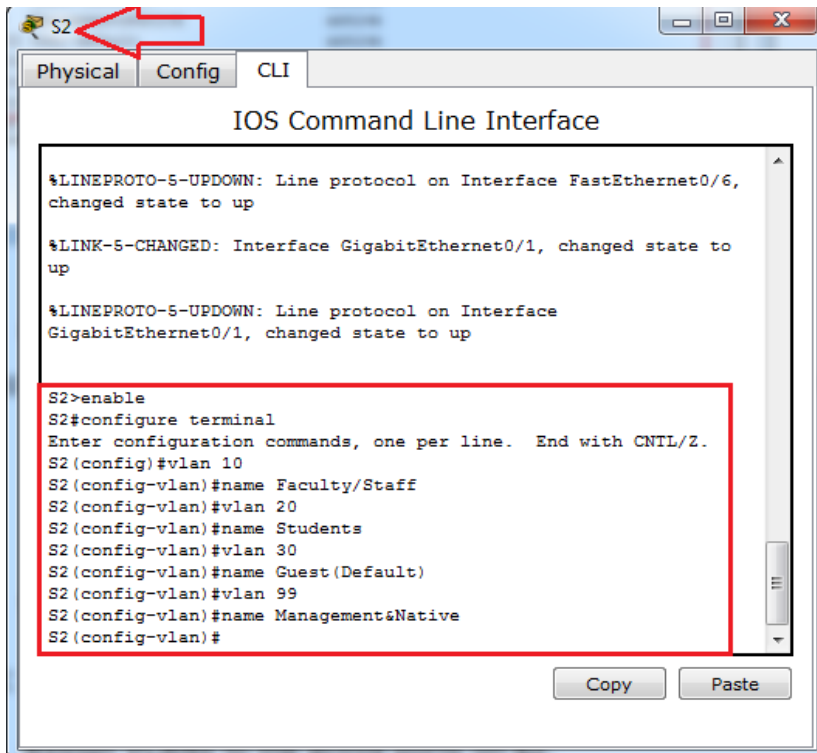 S2
Physical Config CLI
IOS Command Line Interface
%LINEPROTO-5-UPDOWN: Line protocol on Interface FastEthernet0/6,
changed state to up
%LINK-5-CHANGED: Interface GigabitEthernet0/1, changed state to
up
%LINEPROTO-5-UPDOWN: Line protocol on Interface
GigabitEthernet0/1, changed state to up
S2>enable
S2#configure terminal
Enter configuration commands, one per line.  End with CNTL/Z.
S2(config)#vlan 10
S2(config-vlan)#name Faculty/Staff
S2(config-vlan)#vlan 20
S2(config-vlan)#name Students
S2(config-vlan)#vlan 30
S2(config-vlan)#name Guest(Default)
S2(config-vlan)#vlan 99
S2(config-vlan)#name Management&Native
S2(config-vlan)#
Copy Paste